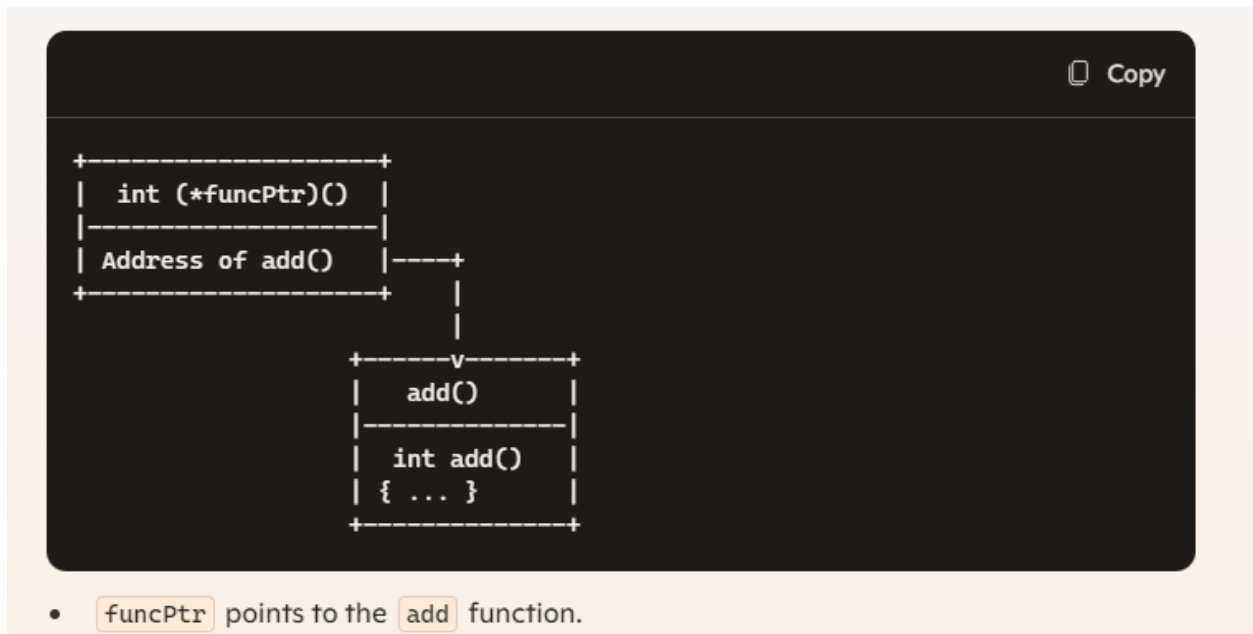 Copy
+--------------------+
|  int (*funcPtr)()  |
|--------------------|
| Address of add()   |----+
+--------------------+    |
                          |
                   +------v-------+
                   |   add()      |
                   |--------------|
                   |  int add()   |
                   | { ... }      |
                   +--------------+
• funcPtr points to the add function.